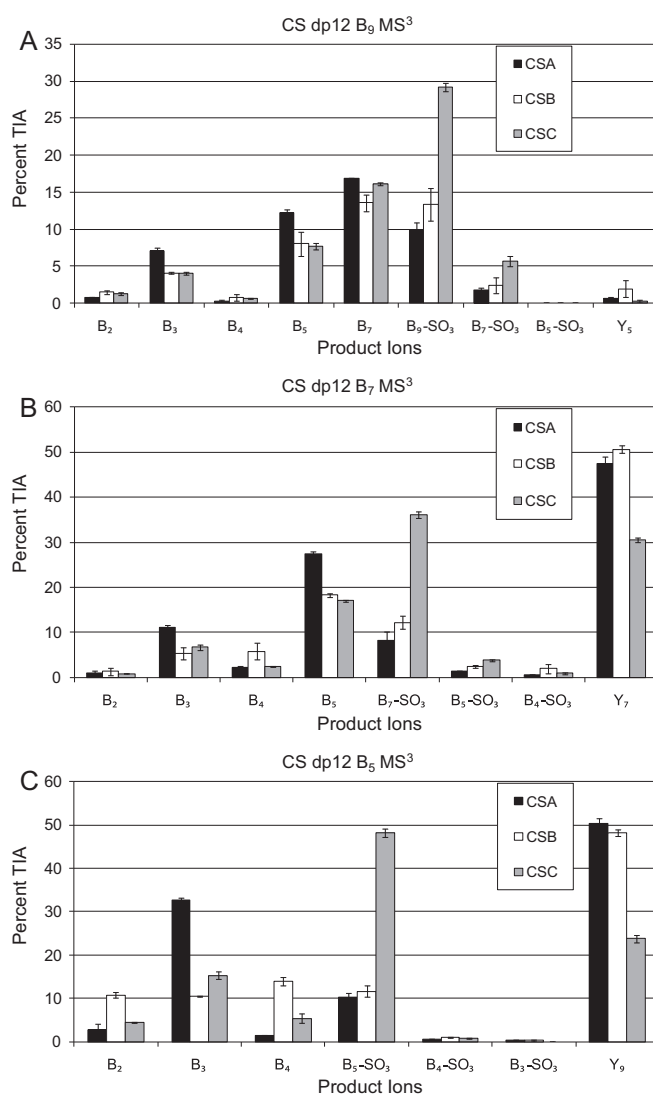 A
CS dp12 B₉ MS³
Percent TIA
35
30
25
20
15
10
5
0
CSA
CSB
CSC
B₂ B₃ B₄ B₅ B₇ B₉-SO₃ B₇-SO₃ B₅-SO₃ Y₅
Product Ions
B
CS dp12 B₇ MS³
Percent TIA
60
50
40
30
20
10
0
CSA
CSB
CSC
B₂ B₃ B₄ B₅ B₇-SO₃ B₅-SO₃ B₄-SO₃ Y₇
Product Ions
C
CS dp12 B₅ MS³
Percent TIA
60
50
40
30
20
10
0
CSA
CSB
CSC
B₂ B₃ B₄ B₅-SO₃ B₄-SO₃ B₃-SO₃ Y₉
Product Ions